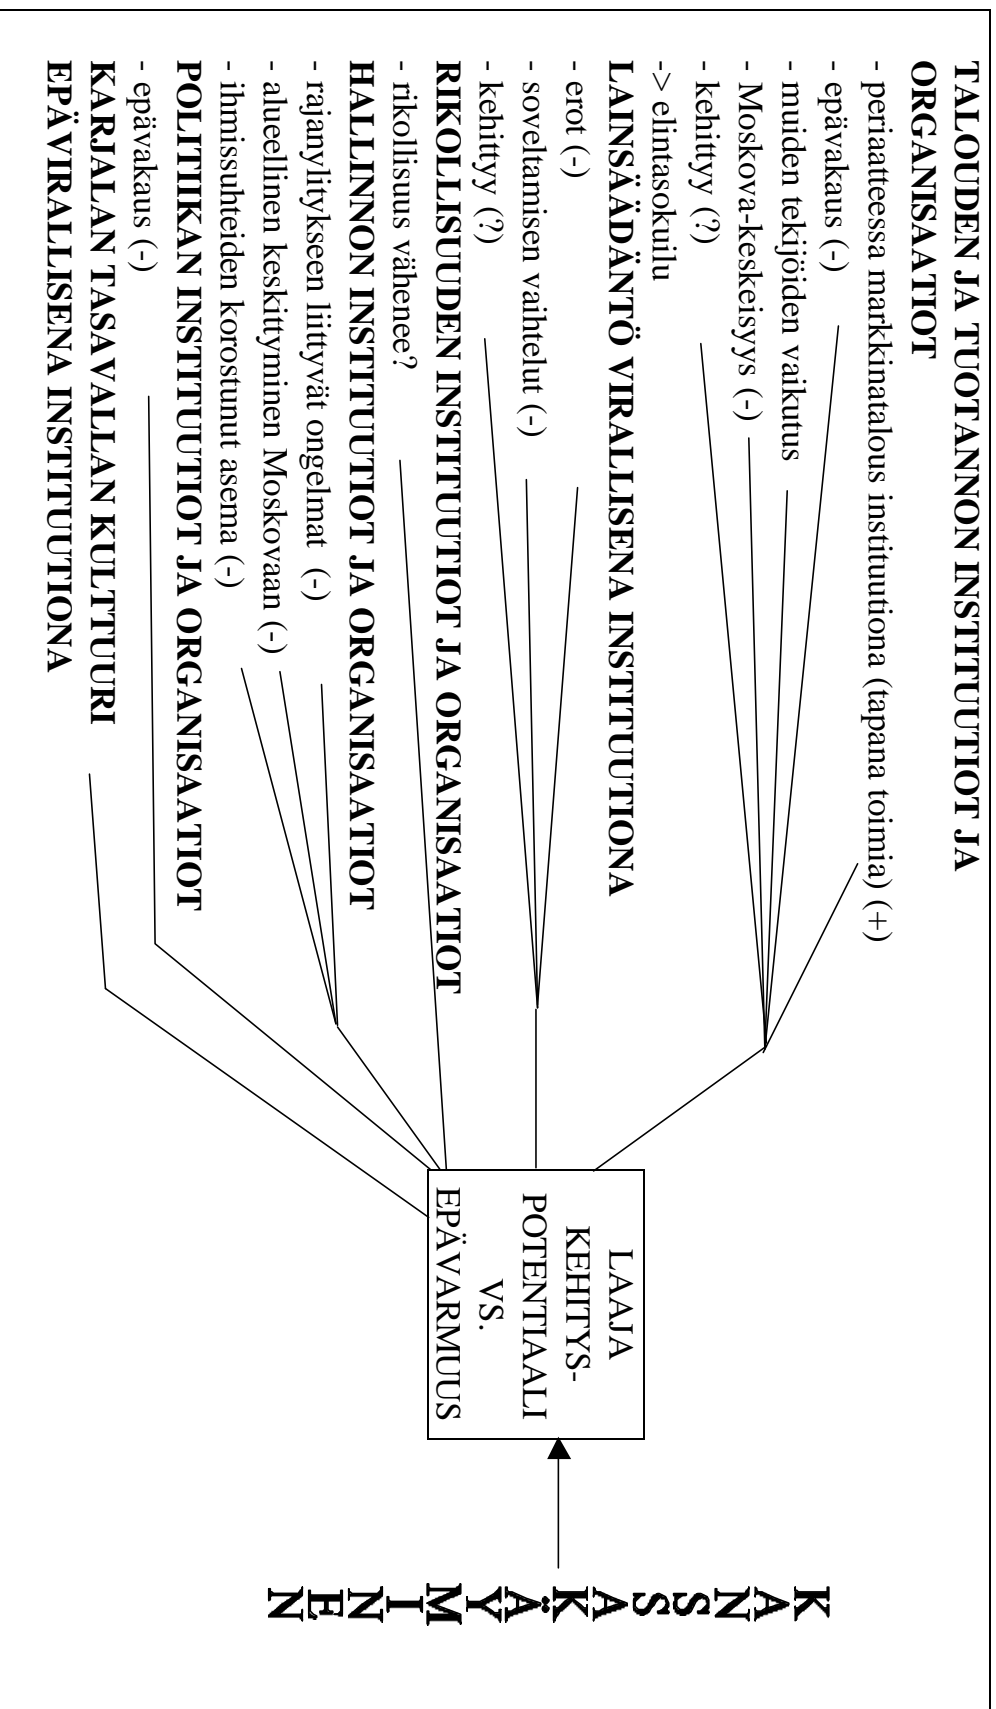 TALOUDEN JA TUOTANNON INSTITUUTIOT JA
ORGANISAATIOT
- periaatteessa markkinatalous instituutiona (tapana toimia) (+)
- epävakaus (-)
- muiden tekijöiden vaikutus
- Moskova-keskeisyys (-)
- kehittyy (?)
-> elintasokuilu
LAINSÄÄDÄNTÖ VIRALLISENA INSTITUUTIONA
- erot (-)
- soveltamisen vaihtelut (-)
- kehittyy (?)
RIKOLLISUUDEN INSTITUUTIOT JA ORGANISAATIOT
- rikollisuus vähenee?
HALLINNON INSTITUUTIOT JA ORGANISAATIOT
- rajanylitykseen liittyvät ongelmat (-)
- alueellinen keskittyminen Moskovaan (-)
- ihmissuhteiden korostunut asema (-)
POLITIIKAN INSTITUUTIOT JA ORGANISAATIOT
- epävakaus (-)
KARJALAN TASAVALLAN KULTTUURI
EPÄVIRALLISENA INSTITUUTIONA
LAAJA
KEHITYS-
POTENTIAALI
VS.
EPÄVARMUUS
K
A
N
S
S
A
K
Ä
Y
M
I
N
E
N